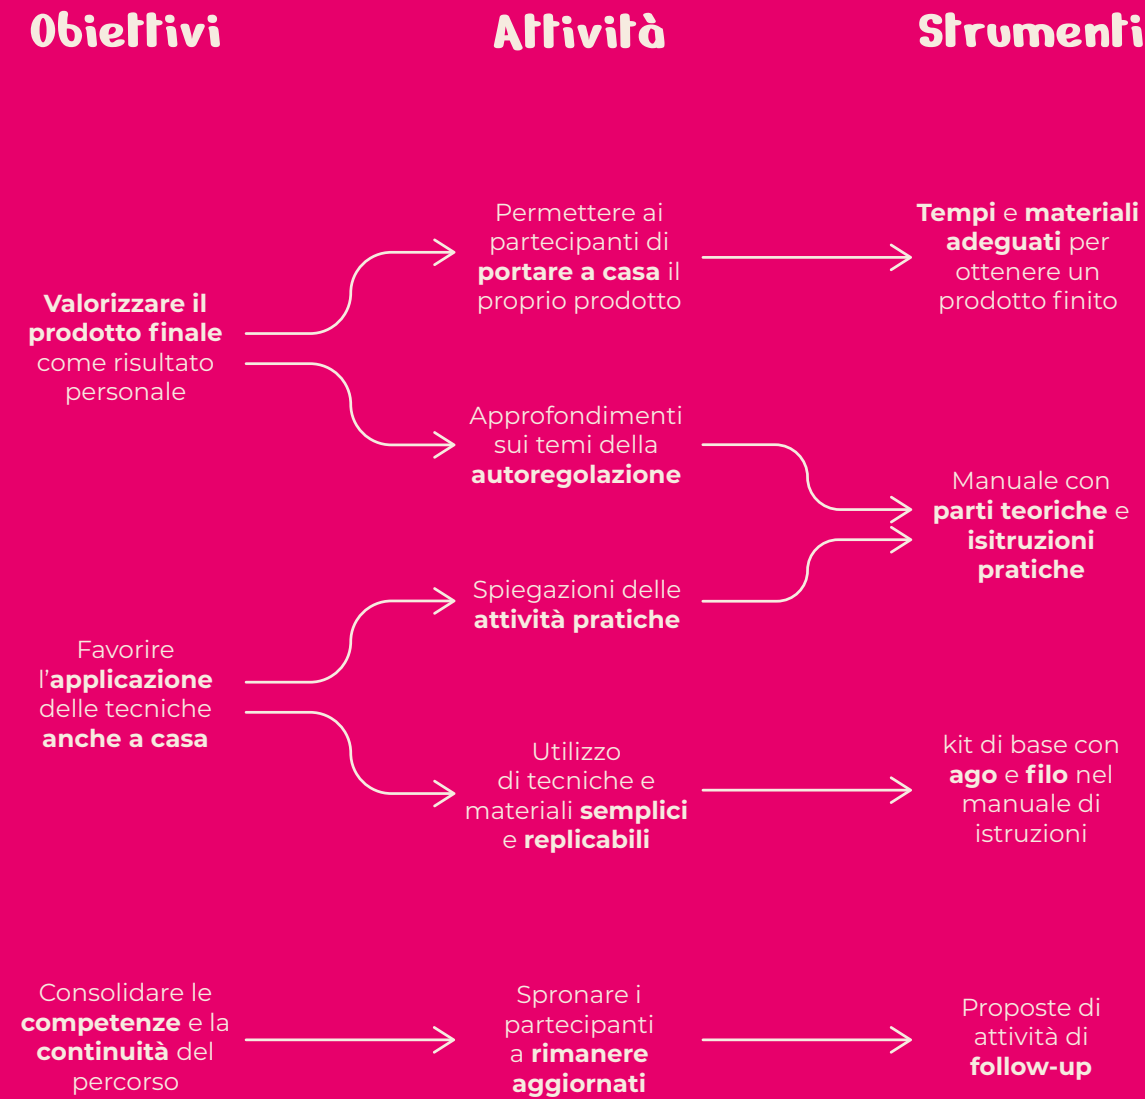 Obiettivi
Attività
Strumenti
Permettere ai
partecipanti di
portare a casa il
proprio prodotto
Tempi e materiali
adeguati per
ottenere un
prodotto finito
Valorizzare il
prodotto finale
come risultato
personale
Approfondimenti
sui temi della
autoregolazione
Manuale con
parti teoriche e
isitruzioni
pratiche
Spiegazioni delle
attività pratiche
Favorire
l'applicazione
delle tecniche
anche a casa
Utilizzo
di tecniche e
materiali semplici
e replicabili
kit di base con
ago e filo nel
manuale di
istruzioni
Consolidare le
competenze e la
continuità del
percorso
Spronare i
partecipanti
a rimanere
aggiornati
Proposte di
attività di
follow-up